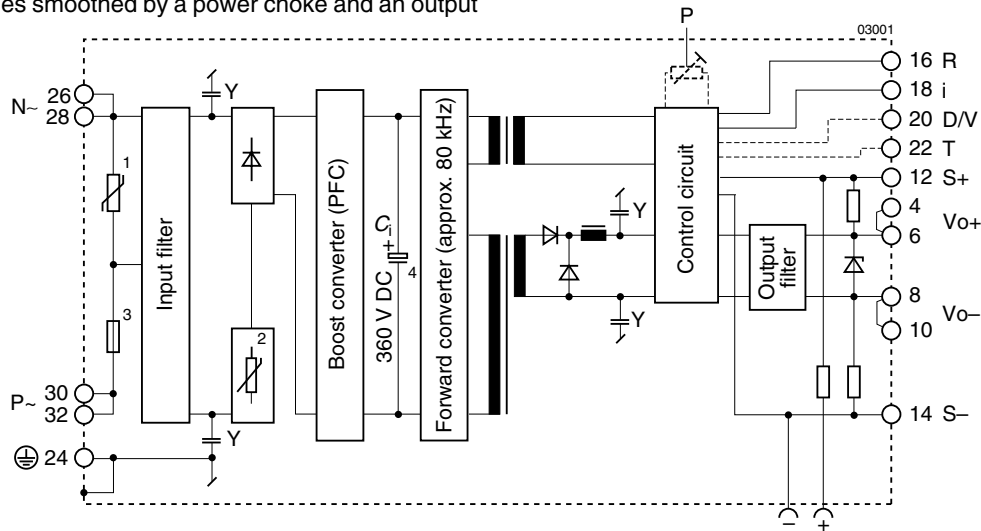 es smoothed by a power choke and an output
P
03001
N~
26
28
Y
16 R
18 i
20 D/V
22 T
12 S+
4
6
Vo+
8
10
Vo–
14 S–
1
3
2
P~
30
32
24
Y
Input filter
Boost converter (PFC)
360 V DC
Ci
+
4
Forward converter (approx. 80 kHz)
Y
Y
Control circuit
Output
filter
– +